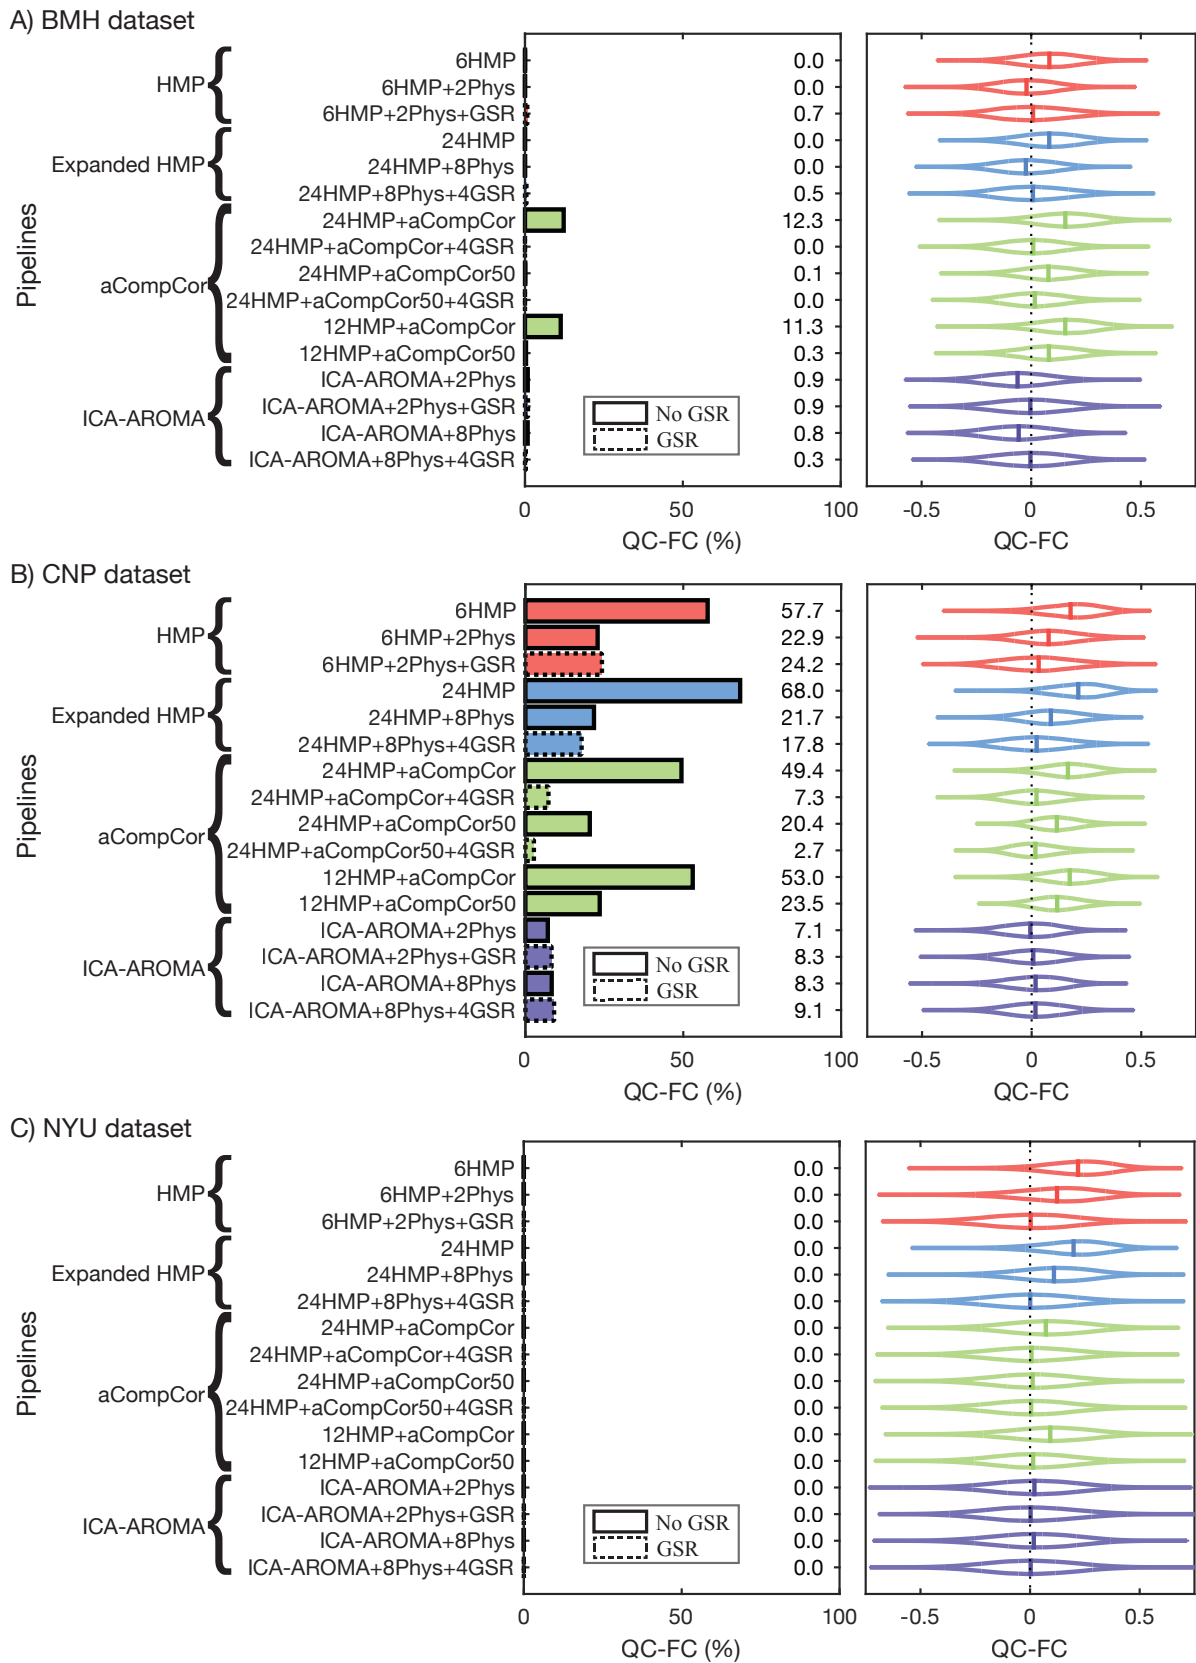 A) BMH dataset
Pipelines
HMP
Expanded HMP
aCompCor
ICA-AROMA
6HMP 0.0
6HMP+2Phys 0.0
6HMP+2Phys+GSR 0.7
24HMP 0.0
24HMP+8Phys 0.0
24HMP+8Phys+4GSR 0.5
24HMP+aCompCor 12.3
24HMP+aCompCor+4GSR 0.0
24HMP+aCompCor50 0.1
24HMP+aCompCor50+4GSR 0.0
12HMP+aCompCor 11.3
12HMP+aCompCor50 0.3
ICA-AROMA+2Phys 0.9
ICA-AROMA+2Phys+GSR 0.9
ICA-AROMA+8Phys 0.8
ICA-AROMA+8Phys+4GSR 0.3
No GSR
GSR
0 50 100
QC-FC (%)
-0.5 0 0.5
QC-FC
B) CNP dataset
Pipelines
HMP
Expanded HMP
aCompCor
ICA-AROMA
6HMP 57.7
6HMP+2Phys 22.9
6HMP+2Phys+GSR 24.2
24HMP 68.0
24HMP+8Phys 21.7
24HMP+8Phys+4GSR 17.8
24HMP+aCompCor 49.4
24HMP+aCompCor+4GSR 7.3
24HMP+aCompCor50 20.4
24HMP+aCompCor50+4GSR 2.7
12HMP+aCompCor 53.0
12HMP+aCompCor50 23.5
ICA-AROMA+2Phys 7.1
ICA-AROMA+2Phys+GSR 8.3
ICA-AROMA+8Phys 8.3
ICA-AROMA+8Phys+4GSR 9.1
No GSR
GSR
0 50 100
QC-FC (%)
-0.5 0 0.5
QC-FC
C) NYU dataset
Pipelines
HMP
Expanded HMP
aCompCor
ICA-AROMA
6HMP 0.0
6HMP+2Phys 0.0
6HMP+2Phys+GSR 0.0
24HMP 0.0
24HMP+8Phys 0.0
24HMP+8Phys+4GSR 0.0
24HMP+aCompCor 0.0
24HMP+aCompCor+4GSR 0.0
24HMP+aCompCor50 0.0
24HMP+aCompCor50+4GSR 0.0
12HMP+aCompCor 0.0
12HMP+aCompCor50 0.0
ICA-AROMA+2Phys 0.0
ICA-AROMA+2Phys+GSR 0.0
ICA-AROMA+8Phys 0.0
ICA-AROMA+8Phys+4GSR 0.0
No GSR
GSR
0 50 100
QC-FC (%)
-0.5 0 0.5
QC-FC